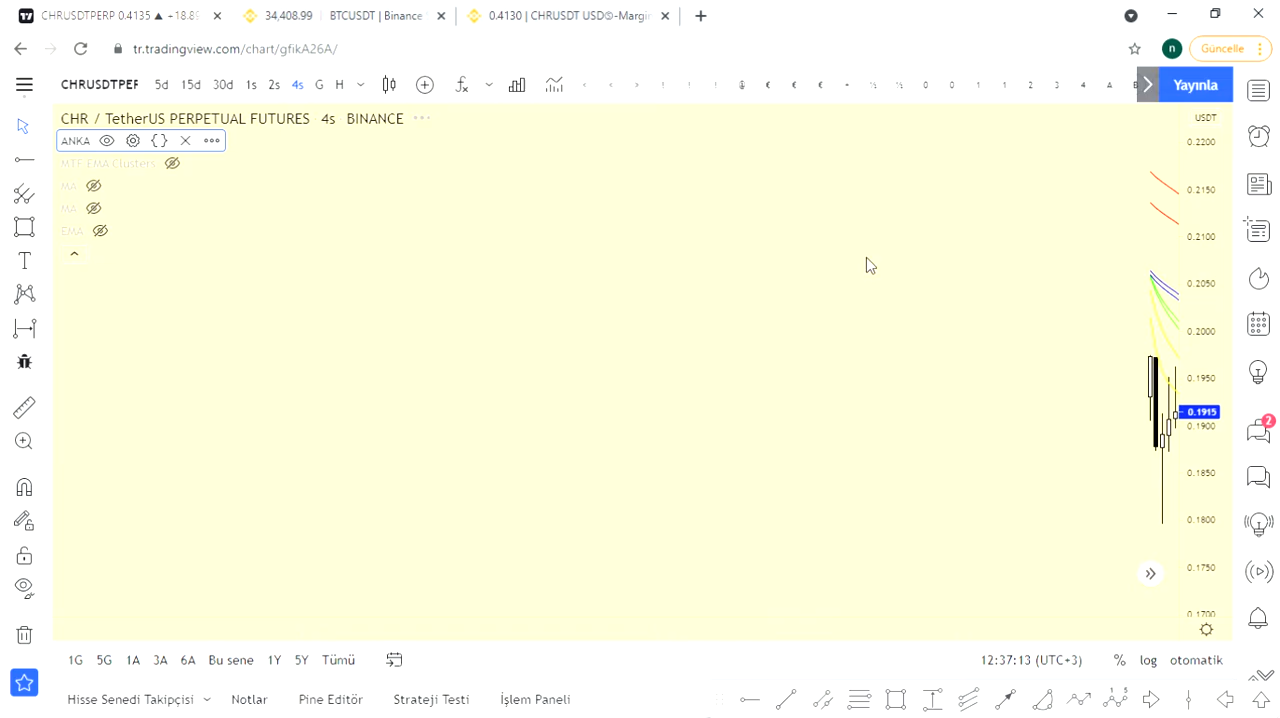 CHRUSDTPERP 0.4135 ▲ +18.89
34,408.99 BTCUSDT | Binance
0.4130 | CHRUSDT USDⓈ-Margin
tr.tradingview.com/chart/gfikA26A/
n
Güncelle
CHRUSDTPERP 5d 15d 30d 1s 2s 4s G H
Yayınla
CHR / TetherUS PERPETUAL FUTURES 4s BINANCE
USDT
ANKA
MTF EMA Clusters
MA
MA
EMA
0.2200
0.2150
0.2100
0.2050
0.2000
0.1950
0.1915
0.1900
0.1850
0.1800
0.1750
0.1700
2
1G 5G 1A 3A 6A Bu sene 1Y 5Y Tümü
12:37:13 (UTC+3) % log otomatik
Hisse Senedi Takipçisi Notlar Pine Editör Strateji Testi İşlem Paneli